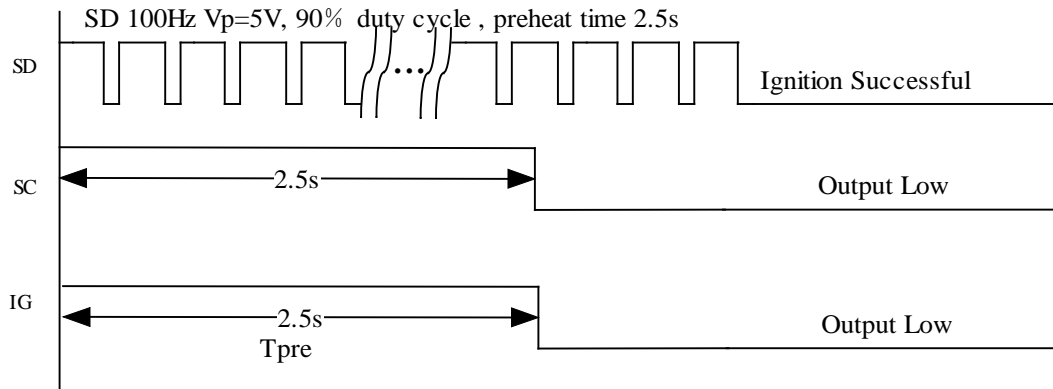 SD 100Hz Vp=5V, 90% duty cycle , preheat time 2.5s
SD
Ignition Successful
SC
2.5s
Output Low
IG
2.5s
Output Low
Tpre